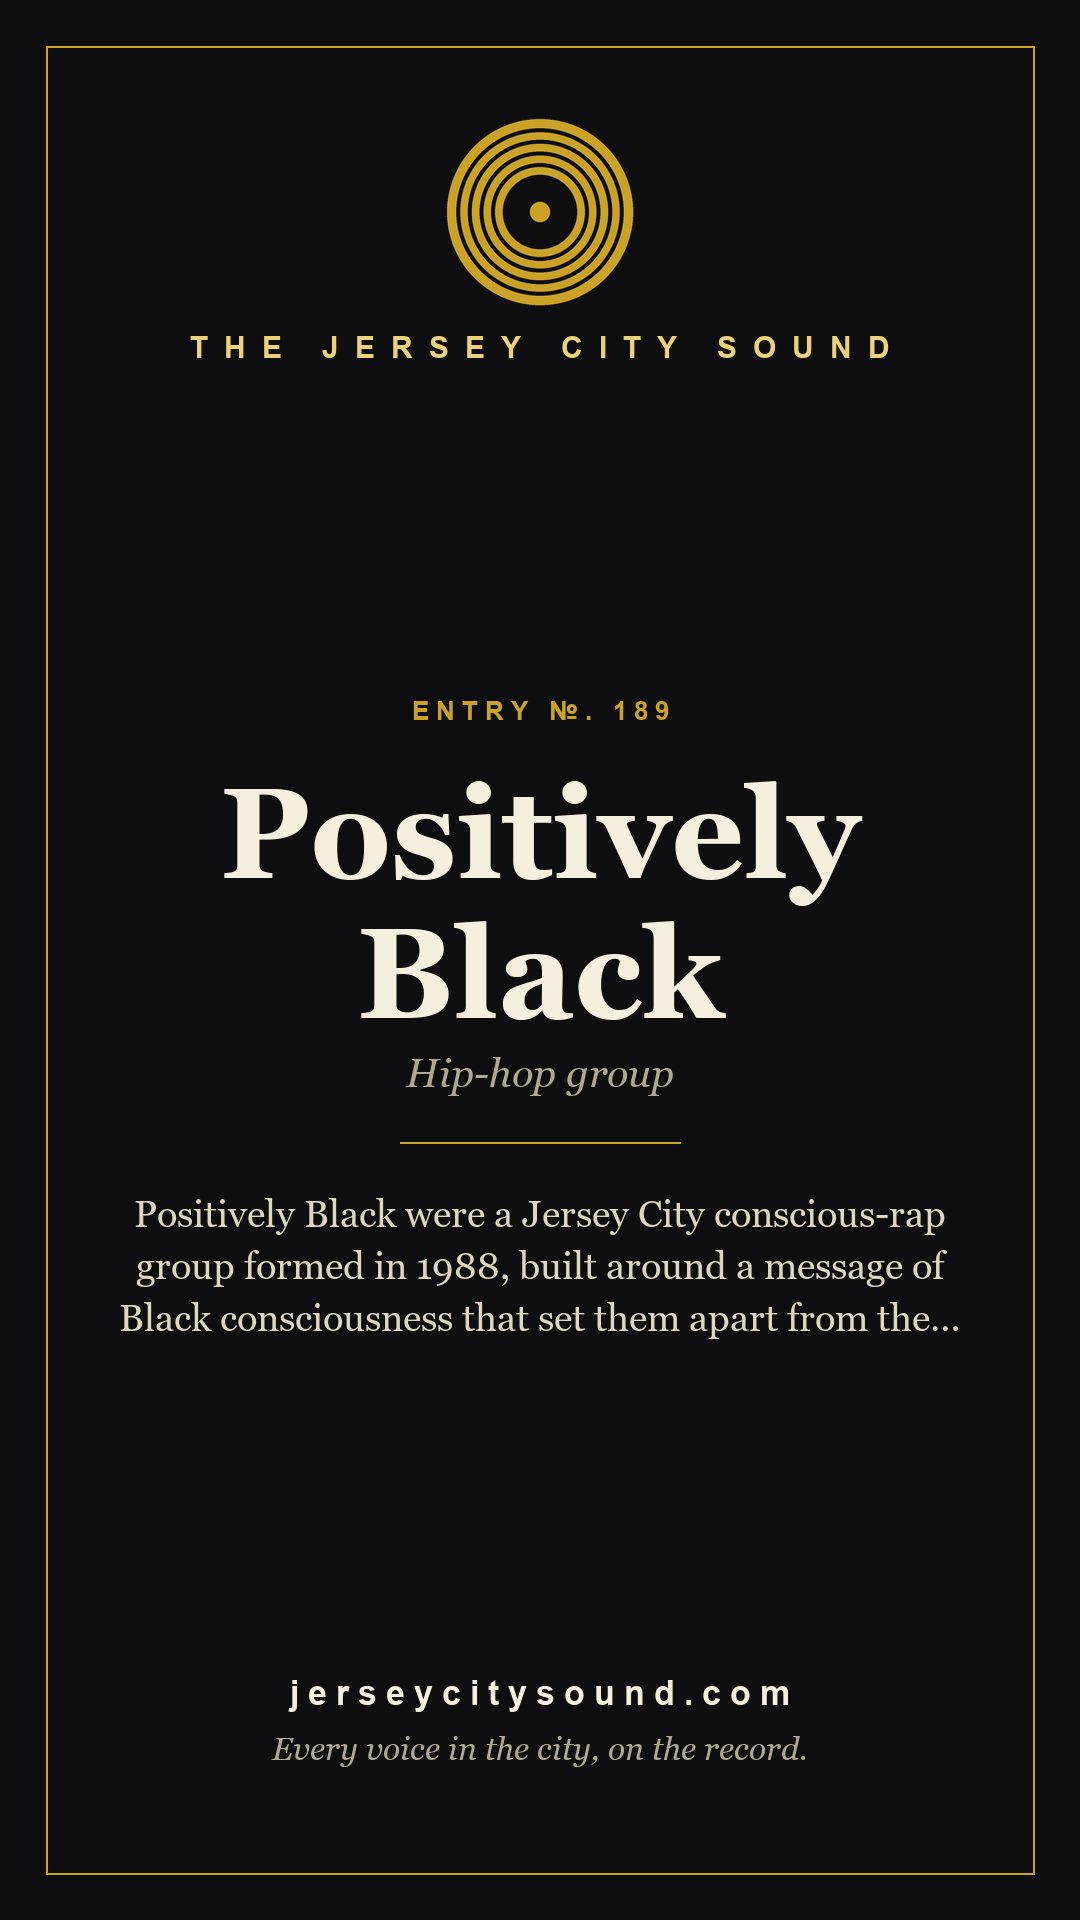 THE JERSEY CITY SOUND
ENTRY №. 189
Positively
Black
Hip-hop group
Positively Black were a Jersey City conscious-rap
group formed in 1988, built around a message of
Black consciousness that set them apart from the...
jerseycitysound.com
Every voice in the city, on the record.